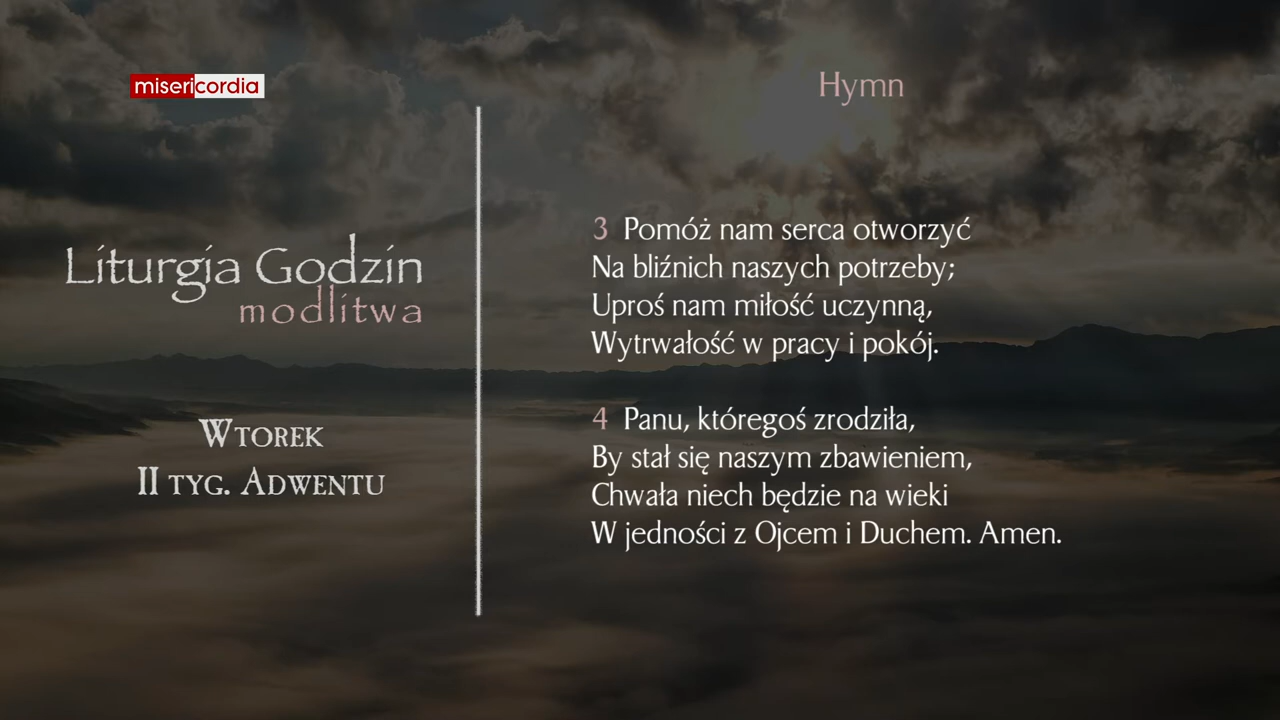 misericordia
Liturgia Godzin
modlitwa
Wtorek
II tyg. Adwentu
Hymn
3 Pomóż nam serca otworzyć
Na bliźnich naszych potrzeby;
Uproś nam miłość uczynną,
Wytrwałość w pracy i pokój.
4 Panu, któregoś zrodziła,
By stał się naszym zbawieniem,
Chwała niech będzie na wieki
W jedności z Ojcem i Duchem. Amen.